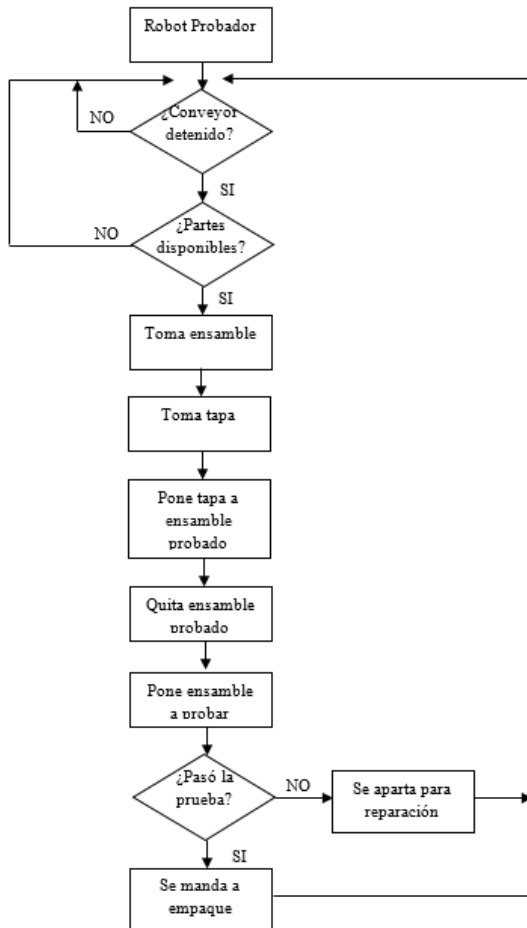 Robot Probador
¿Conveyor
detenido?
NO
SI
¿Partes
disponibles?
NO
SI
Toma ensamble
Toma tapa
Pone tapa a
ensamble
probado
Quita ensamble
probado
Pone ensamble
a probar
¿Pasó la
prueba?
NO
Se aparta para
reparación
SI
Se manda a
empaque